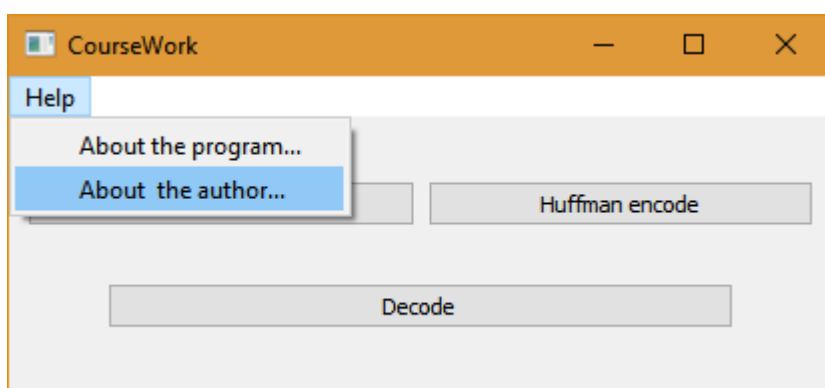 CourseWork
Help
About the program...
About  the author...
Huffman encode
Decode